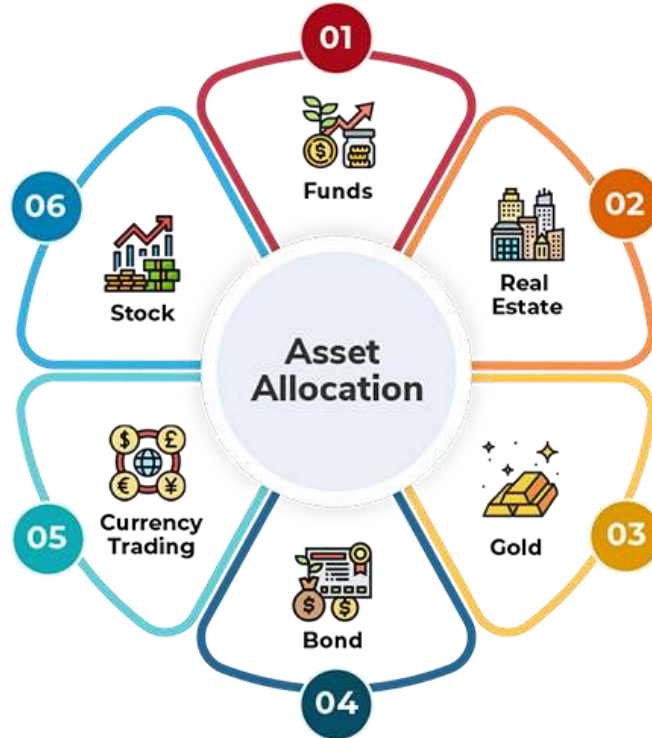 01
Funds
02
Real
Estate
03
Gold
04
Bond
05
Currency
Trading
06
Stock
Asset
Allocation
$
$
£
€
¥
$
$